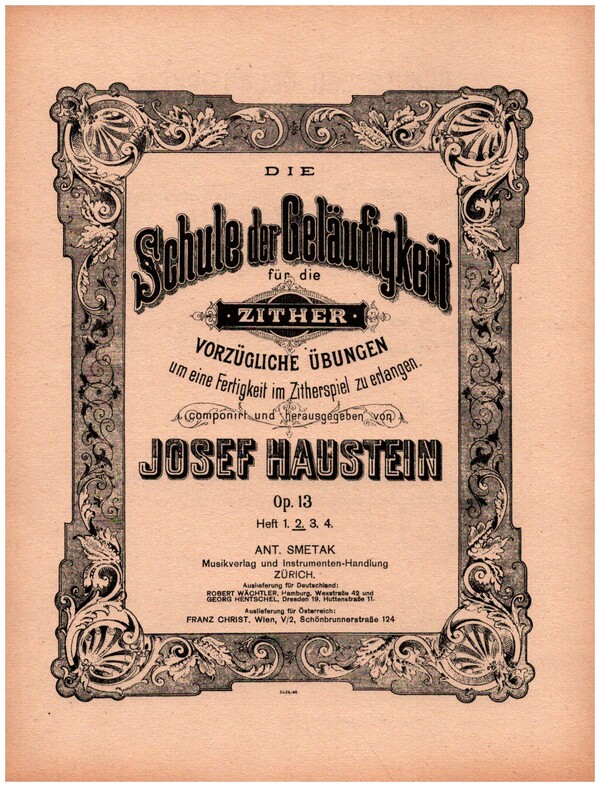 DIE
Schule der Geläufigkeit
für die
ZITHER
VORZÜGLICHE ÜBUNGEN
um eine Fertigkeit im Zitherspiel zu erlangen.
componirt und herausgegeben von
JOSEF HAUSTEIN
Op. 13
Heft 1. 2. 3. 4.
ANT. SMETAK
Musikverlag und Instrumenten-Handlung
ZÜRICH.
Auslieferung für Deutschland:
ROBERT WÄCHTLER, Hamburg, Wexstraße 42 und
GEORG HENTSCHEL, Dresden 19, Huttenstraße 11.
Auslieferung für Österreich:
FRANZ CHRIST, Wien, V/2, Schönbrunnerstraße 124